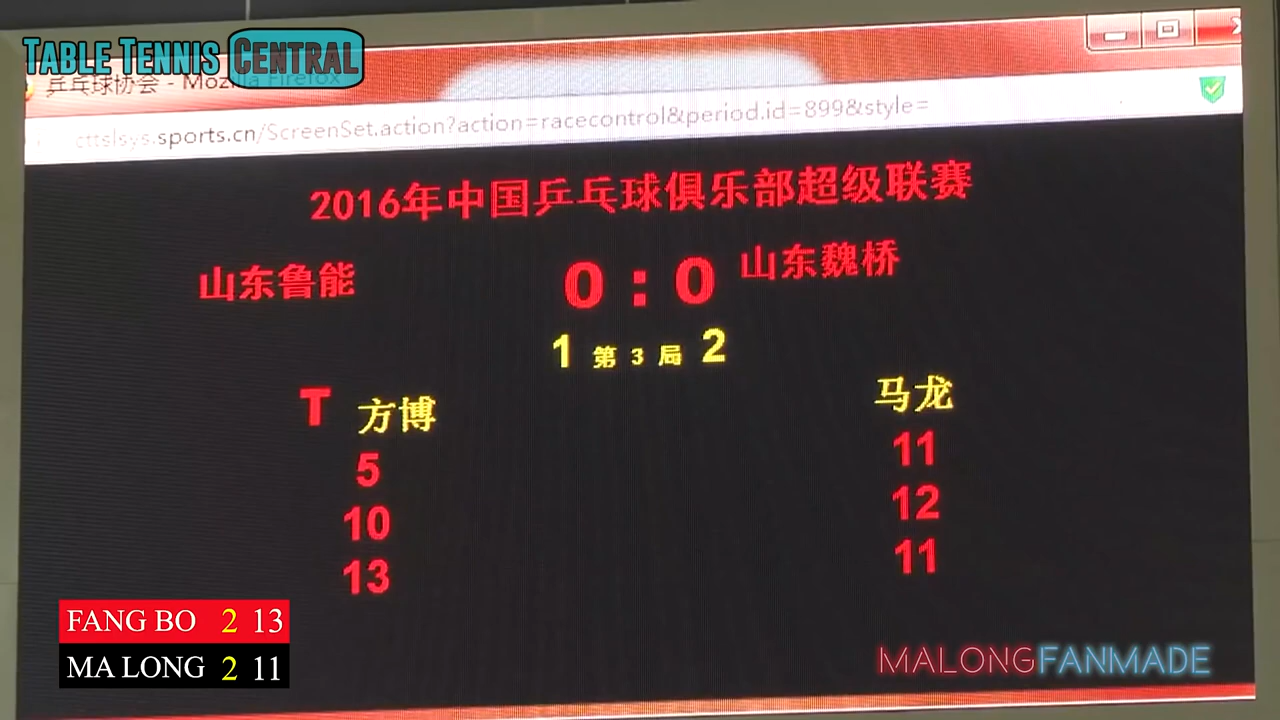 TABLE TENNIS CENTRAL
乒乓球协会 - Mozilla Firefox
cttslsys.sports.cn/ScreenSet.action?action=racecontrol&period.id=899&style=
2016年中国乒乓球俱乐部超级联赛
山东鲁能 0 : 0 山东魏桥
1 第 3 局 2
T 方博 马龙
5 11
10 12
13 11
FANG BO 2 13
MA LONG 2 11
MALONGFANMADE